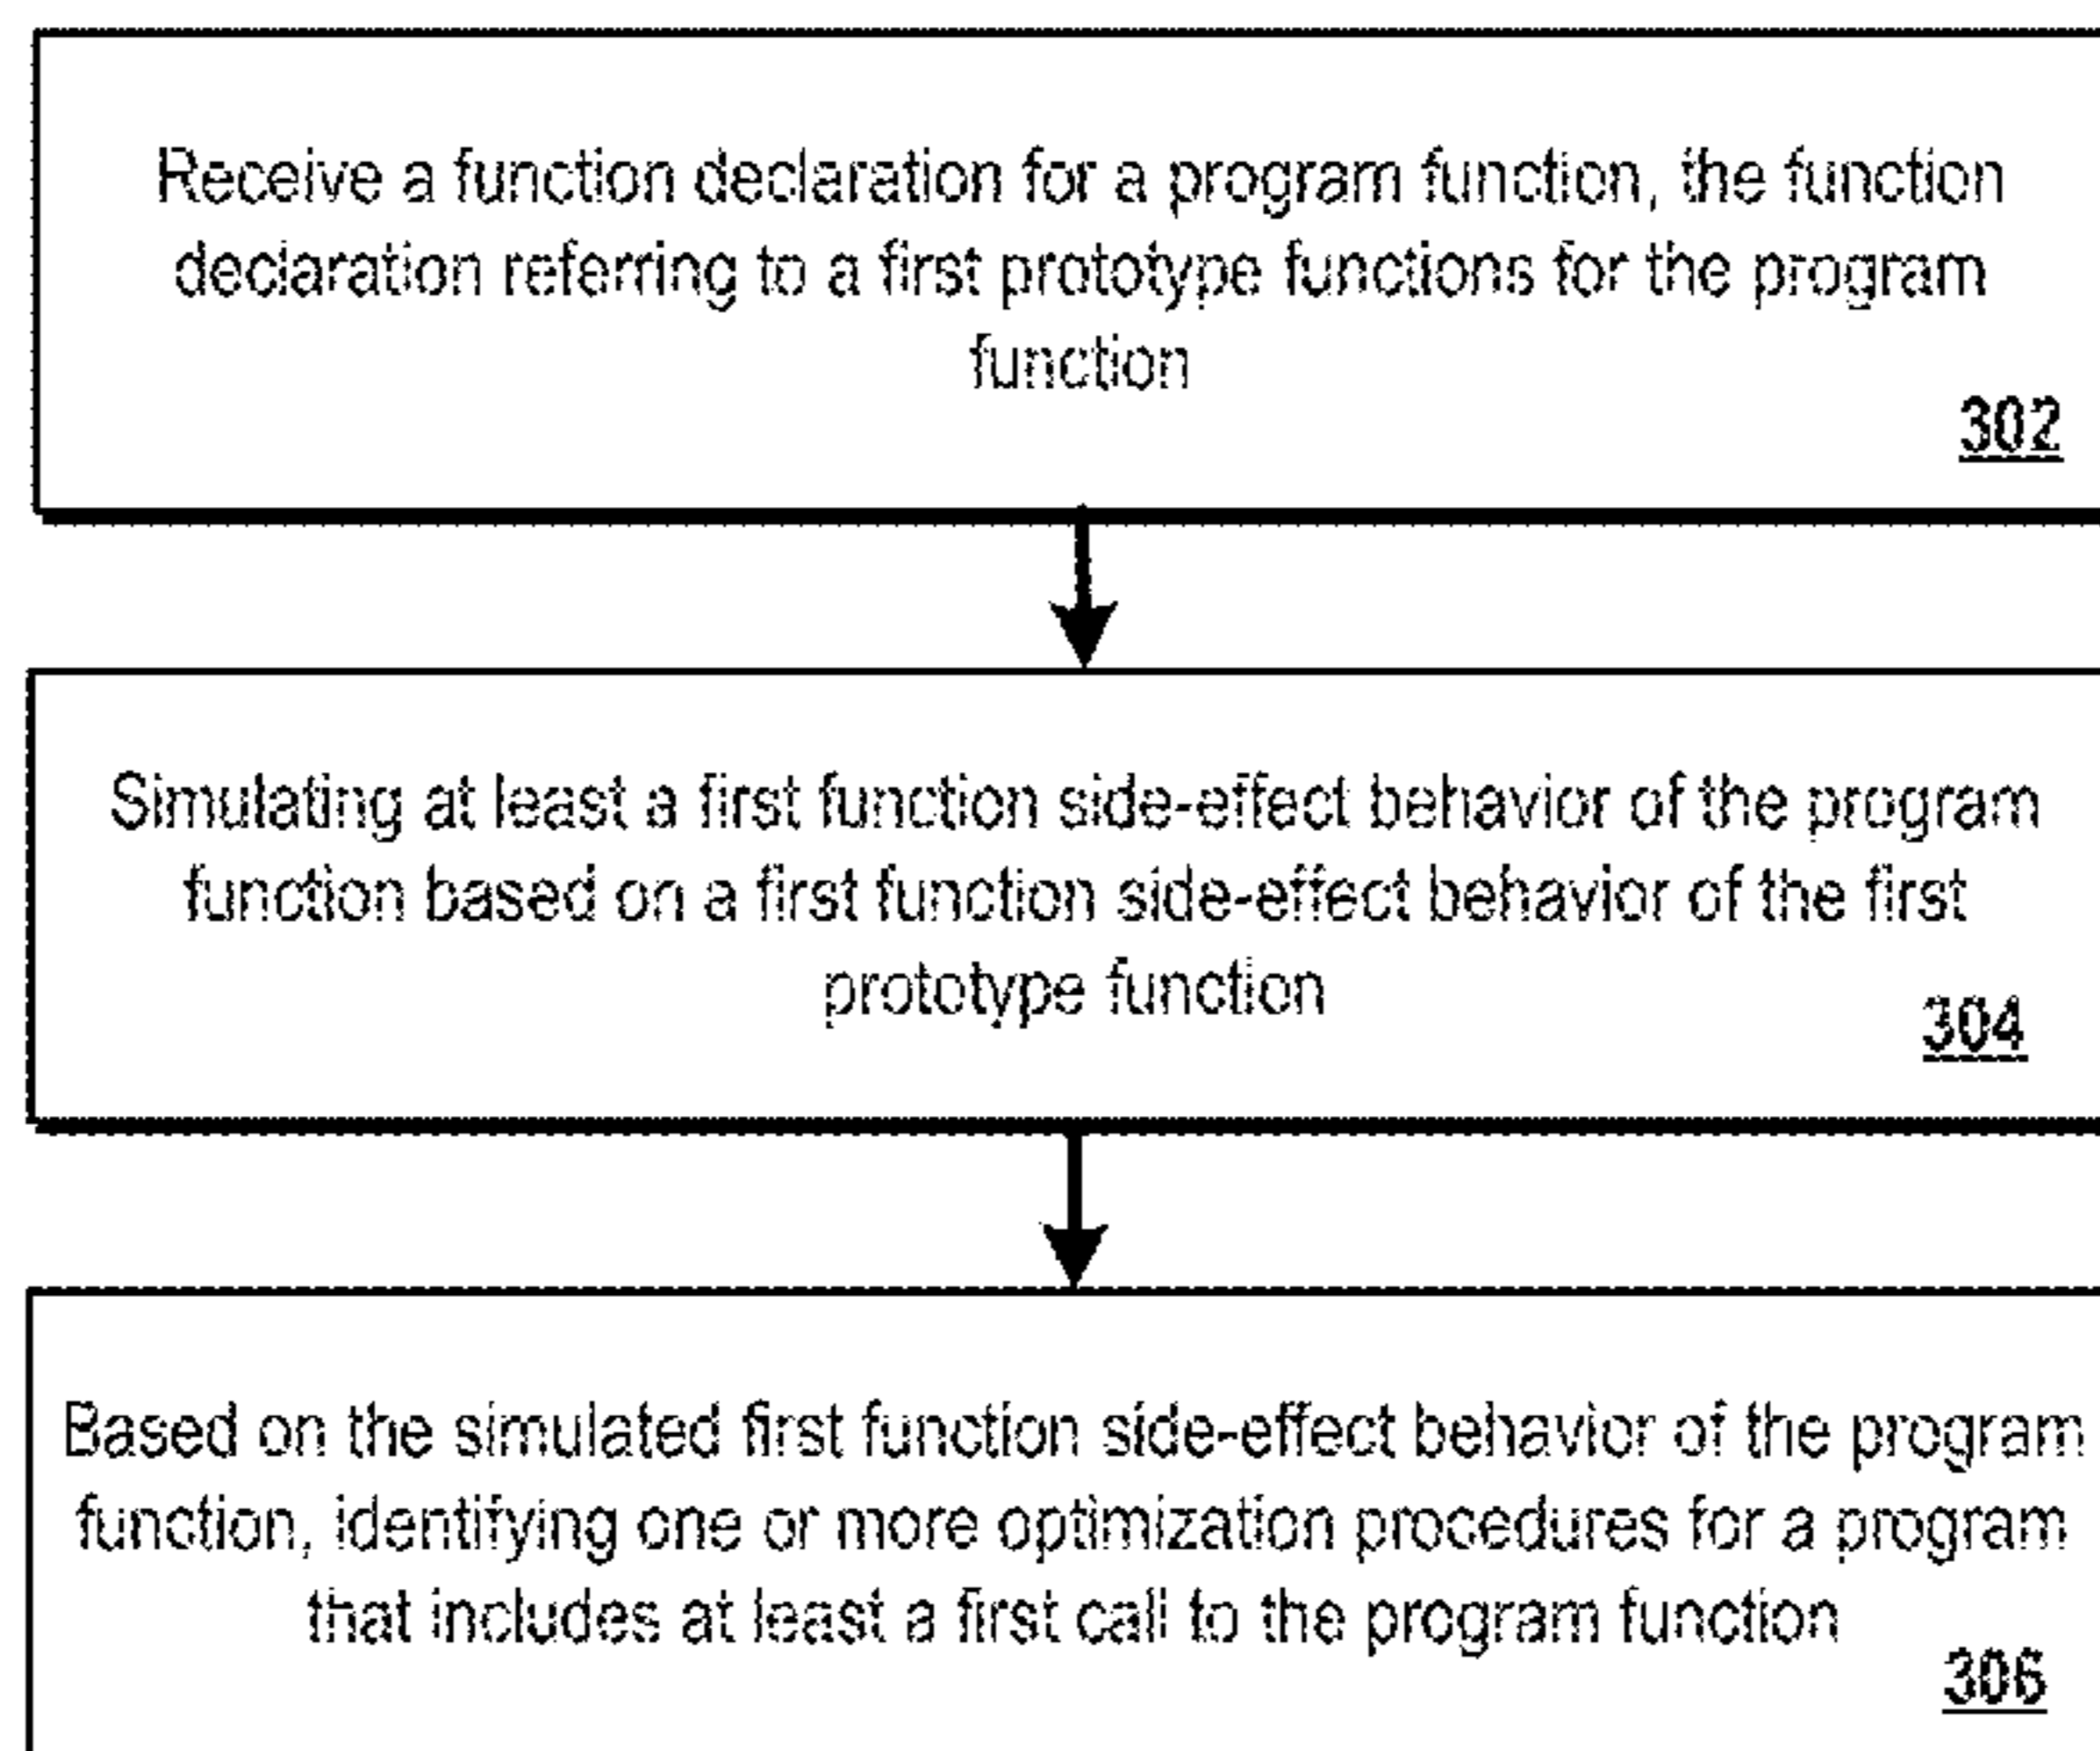 Receive a function declaration for a program function, the function
declaration referring to a first prototype functions for the program
function
302
Simulating at least a first function side-effect behavior of the program
function based on a first function side-effect behavior of the first
prototype function
304
Based on the simulated first function side-effect behavior of the program
function, identifying one or more optimization procedures for a program
that includes at least a first call to the program function
306